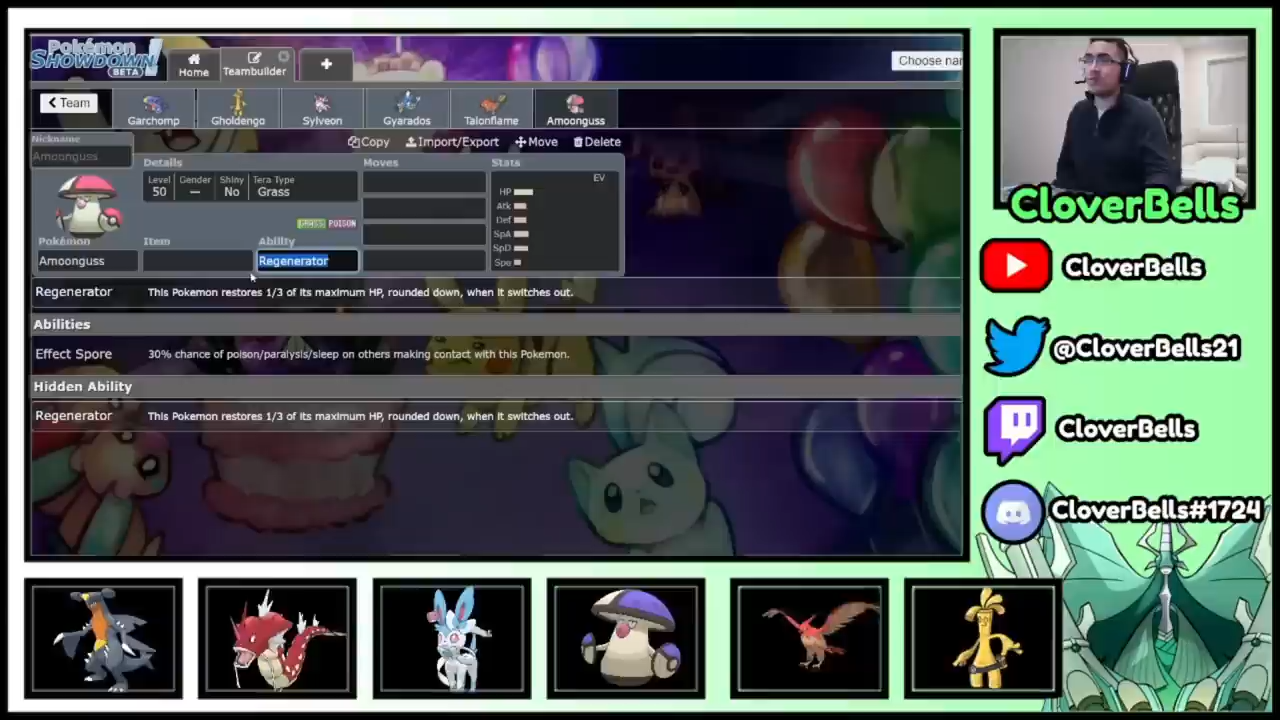 Pokémon
SHOWDOWN!
BETA
Home
Teambuilder
+
Choose nam
Team
Garchomp
Gholdengo
Sylveon
Gyarados
Talonflame
Amoonguss
Nickname
Amoonguss
Copy
Import/Export
Move
Delete
Details
Moves
Stats
Level
Gender
Shiny
Tera Type
50
—
No
Grass
EV
HP
Atk
Def
SpA
SpD
Spe
GRASS POISON
Pokémon
Item
Ability
Amoonguss
Regenerator
Regenerator This Pokemon restores 1/3 of its maximum HP, rounded down, when it switches out.
Abilities
Effect Spore 30% chance of poison/paralysis/sleep on others making contact with this Pokemon.
Hidden Ability
Regenerator This Pokemon restores 1/3 of its maximum HP, rounded down, when it switches out.
CloverBells
CloverBells
@CloverBells21
CloverBells
CloverBells#1724